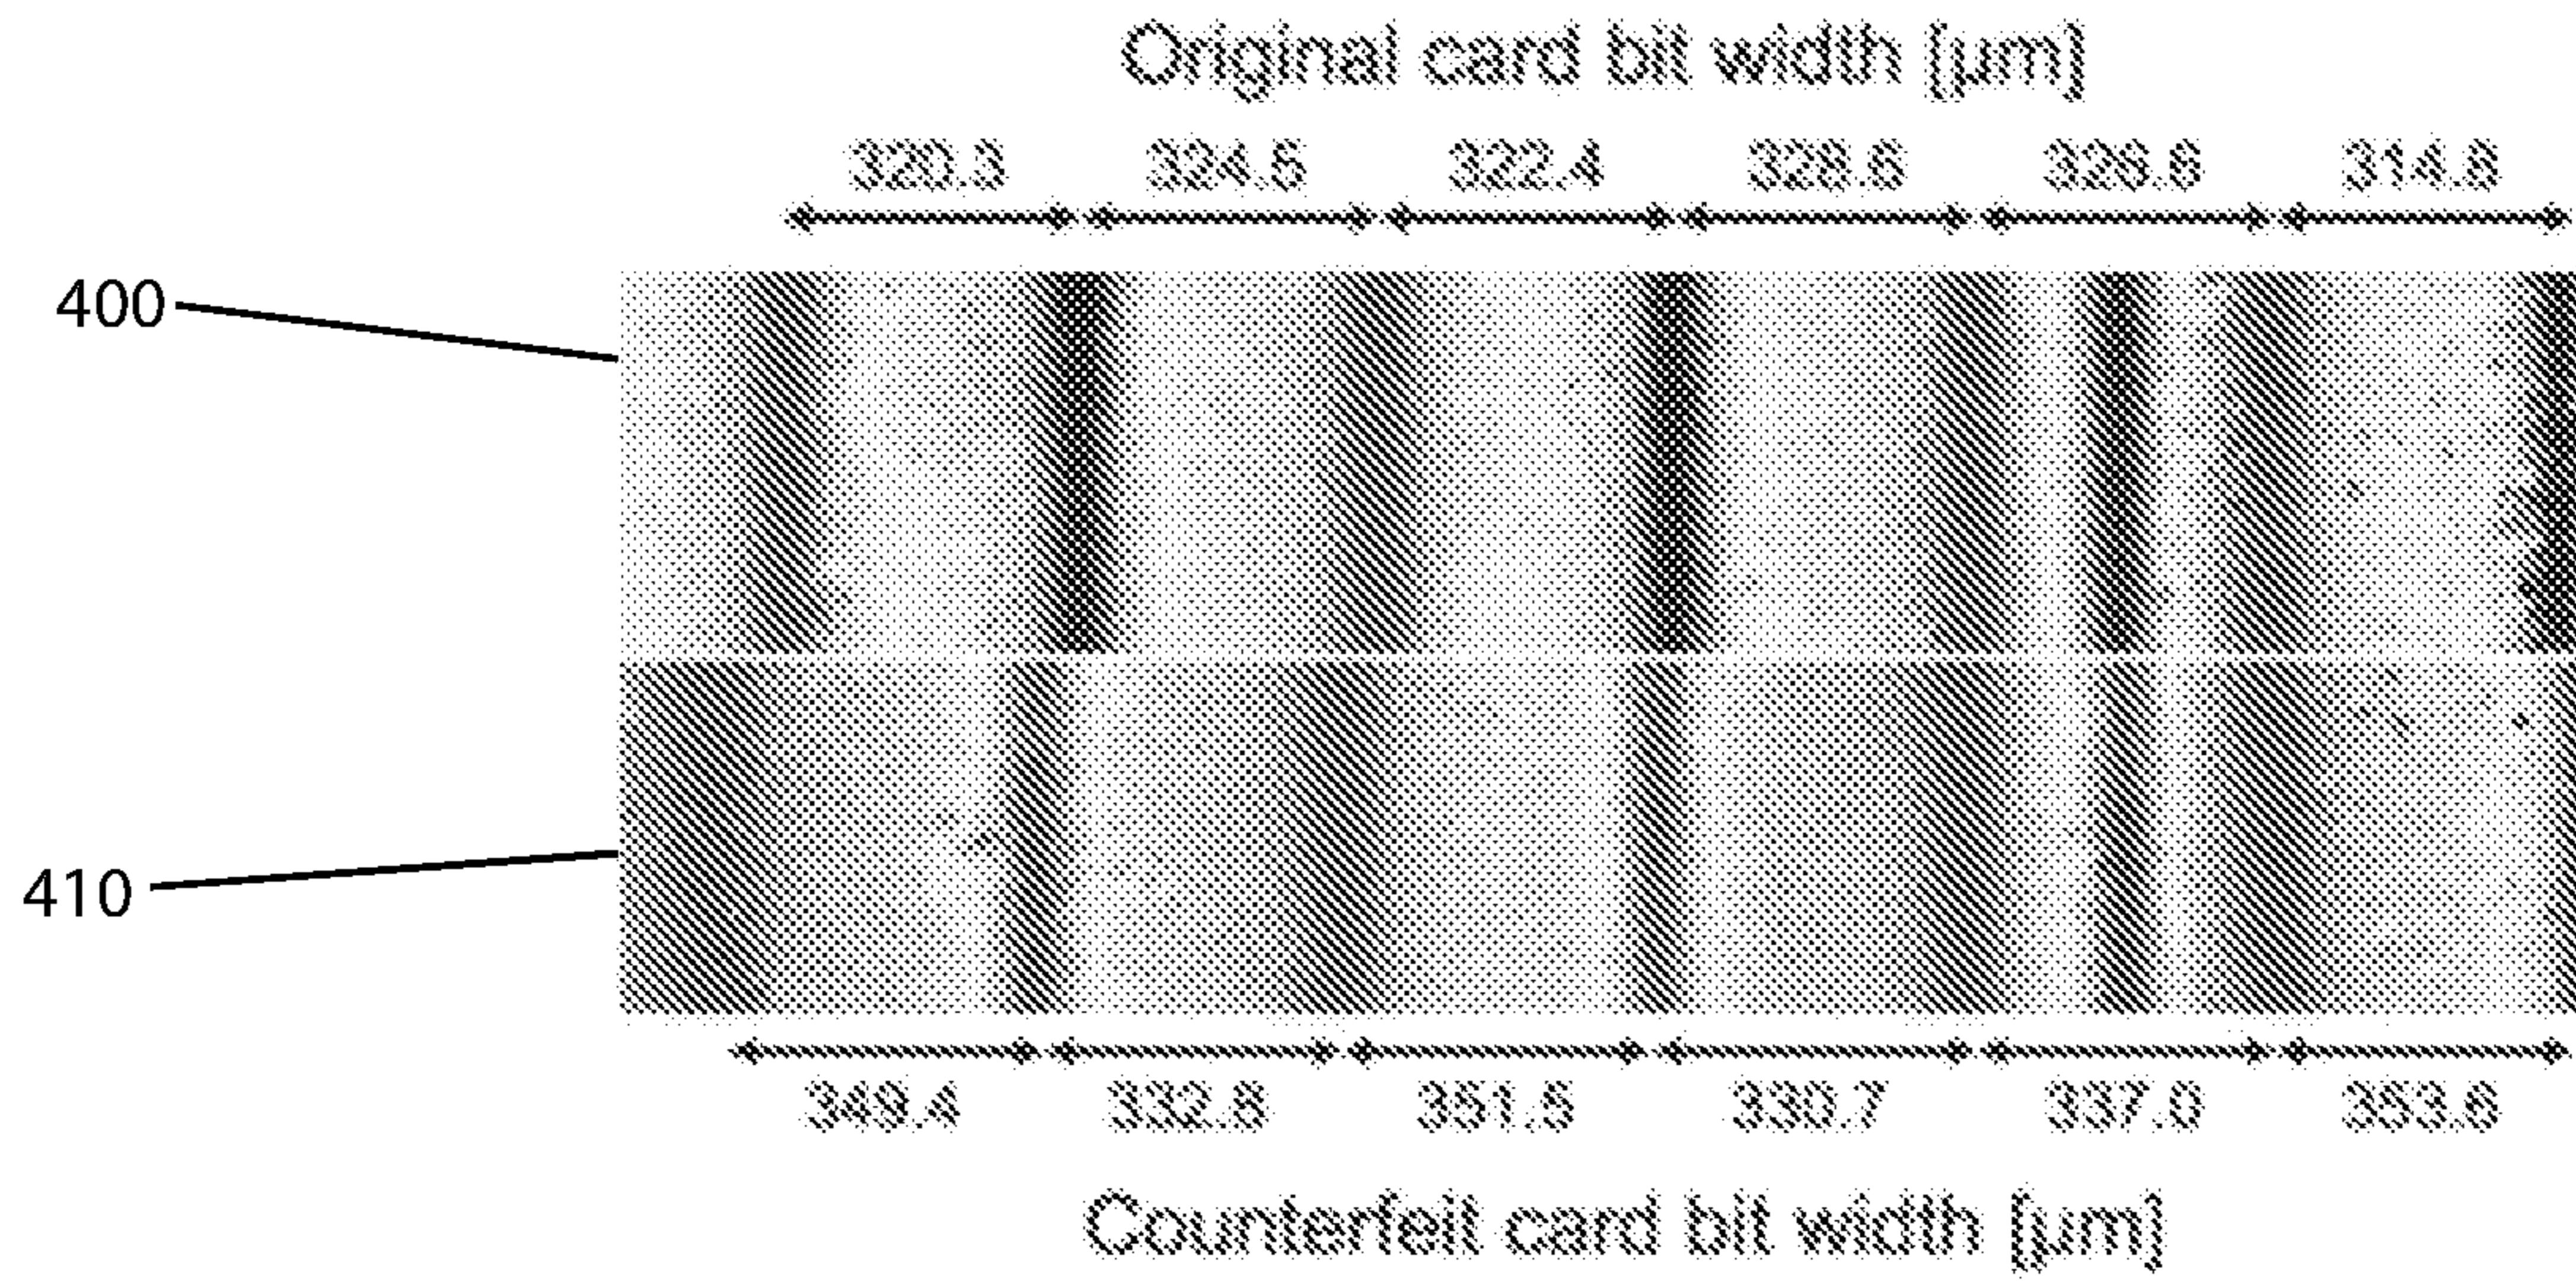 Original card bit width [µm]
320.3 324.5 322.4 328.6 326.6 314.8
400
410
349.4 332.8 351.5 330.7 337.0 353.6
Counterfeit card bit width [µm]